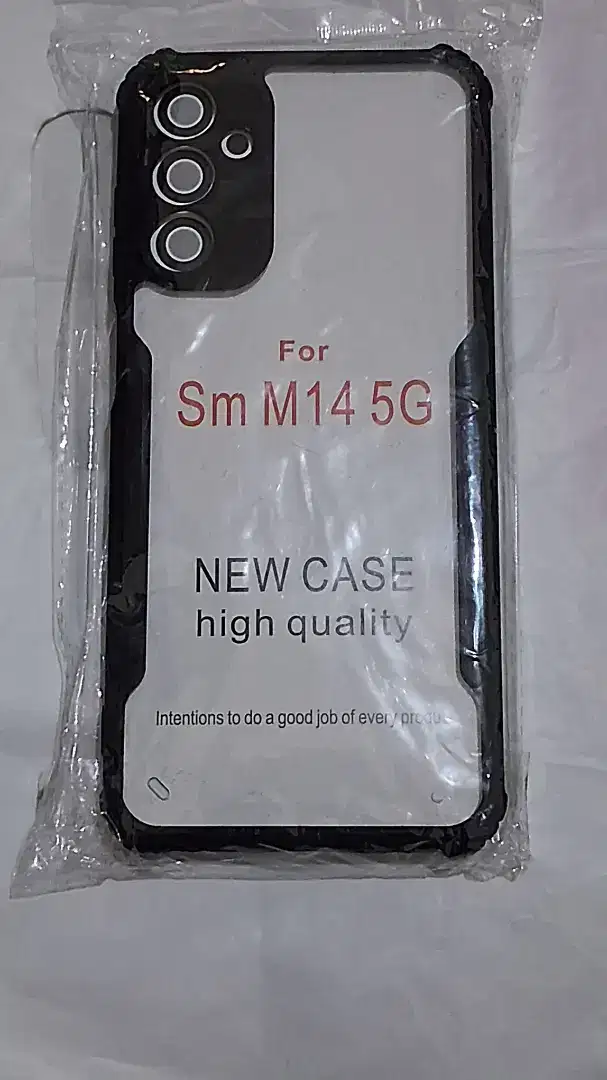 For
Sm M14 5G
NEW CASE
high quality
Intentions to do a good job of every